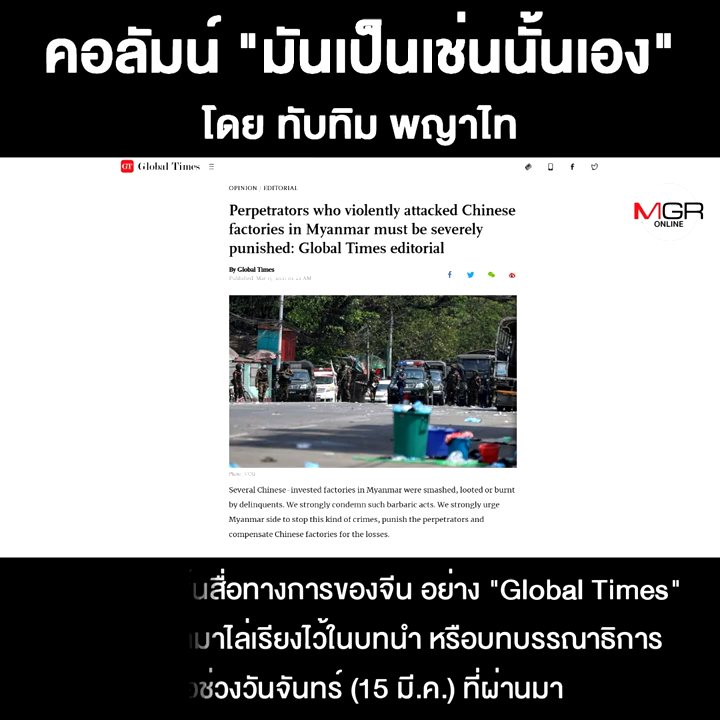 คอลัมน์ "มันเป็นเช่นนั้นเอง"
โดย ทับทิม พญาไท
GT Global Times
MGR
ONLINE
OPINION / EDITORIAL
Perpetrators who violently attacked Chinese
factories in Myanmar must be severely
punished: Global Times editorial
By Global Times
Several Chinese-invested factories in Myanmar were smashed, looted or burnt
by delinquents. We strongly condemn such barbaric acts. We strongly urge
Myanmar side to stop this kind of crimes, punish the perpetrators and
compensate Chinese factories for the losses.
สื่อทางการของจีน อย่าง "Global Times"
มาไล่เรียงไว้ในบทนำ หรือบทบรรณาธิการ
ช่วงวันจันทร์ (15 มี.ค.) ที่ผ่านมา